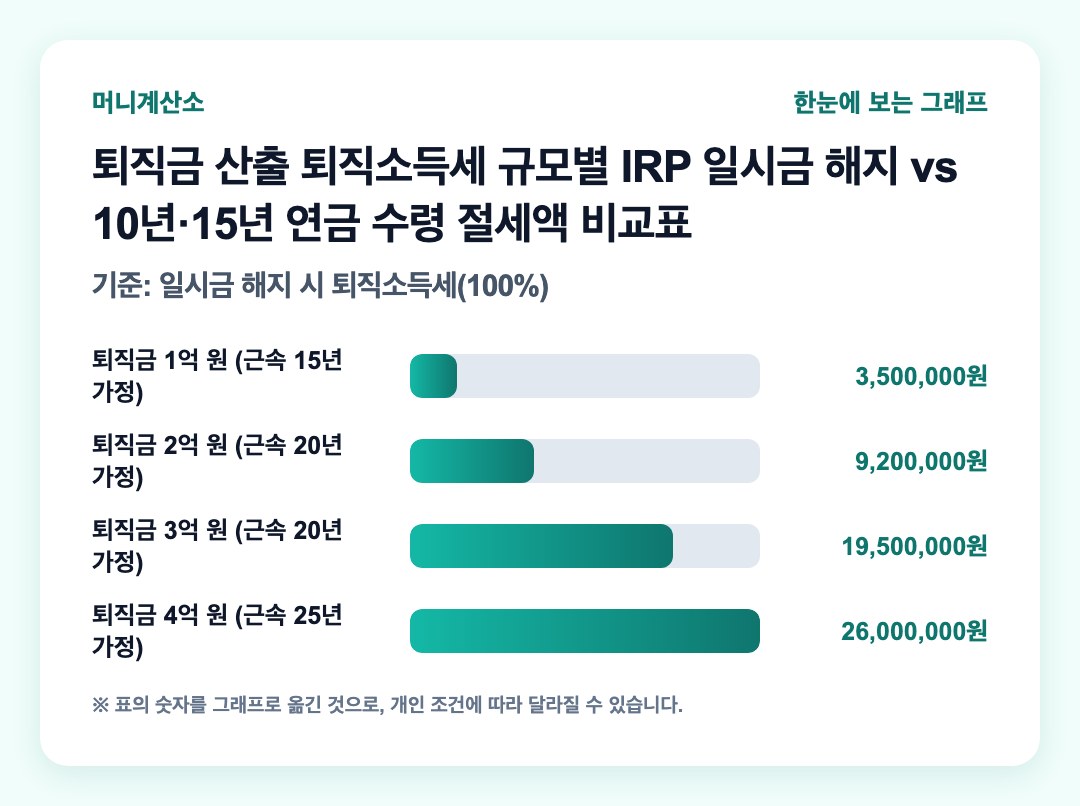 머니계산소
한눈에 보는 그래프
퇴직금 산출 퇴직소득세 규모별 IRP 일시금 해지 vs
10년·15년 연금 수령 절세액 비교표
기준: 일시금 해지 시 퇴직소득세(100%)
퇴직금 1억 원 (근속 15년
가정)
3,500,000원
퇴직금 2억 원 (근속 20년
가정)
9,200,000원
퇴직금 3억 원 (근속 20년
가정)
19,500,000원
퇴직금 4억 원 (근속 25년
가정)
26,000,000원
※ 표의 숫자를 그래프로 옮긴 것으로, 개인 조건에 따라 달라질 수 있습니다.